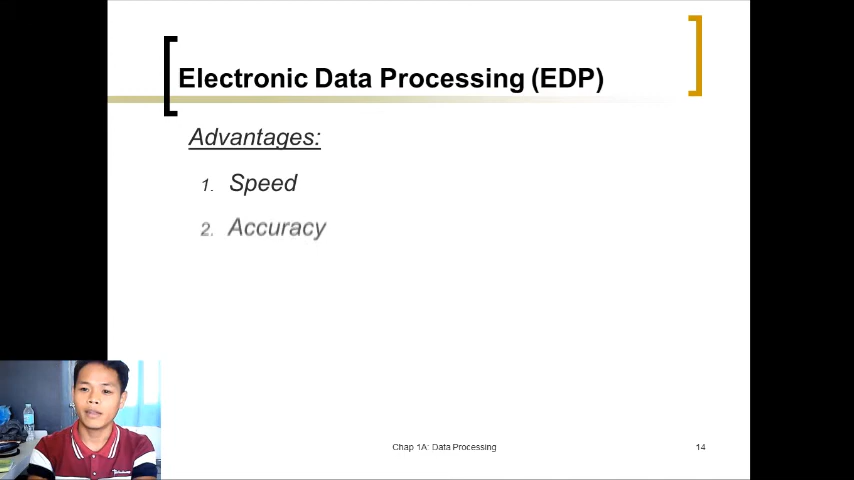 Electronic Data Processing (EDP)
Advantages:
1. Speed
2. Accuracy
Chap 1A: Data Processing
14